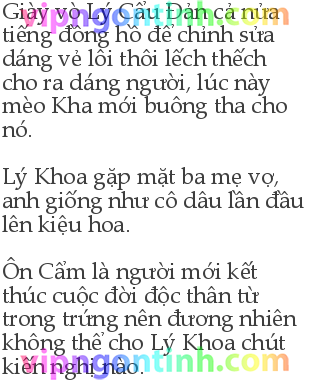 Giày vò Lý Cẩu Đản cả nửa
tiếng đồng hồ để chỉnh sửa
dáng vẻ lôi thôi lếch thếch
cho ra dáng người, lúc này
mèo Kha mới buông tha cho
nó.
Lý Khoa gặp mặt ba mẹ vợ,
anh giống như cô dâu lần đầu
lên kiệu hoa.
Ôn Cẩm là người mới kết
thúc cuộc đời độc thân từ
trong trứng nên đương nhiên
không thể cho Lý Khoa chút
kiến nghị nào.
vipngontinh.com
vipngontinh.com